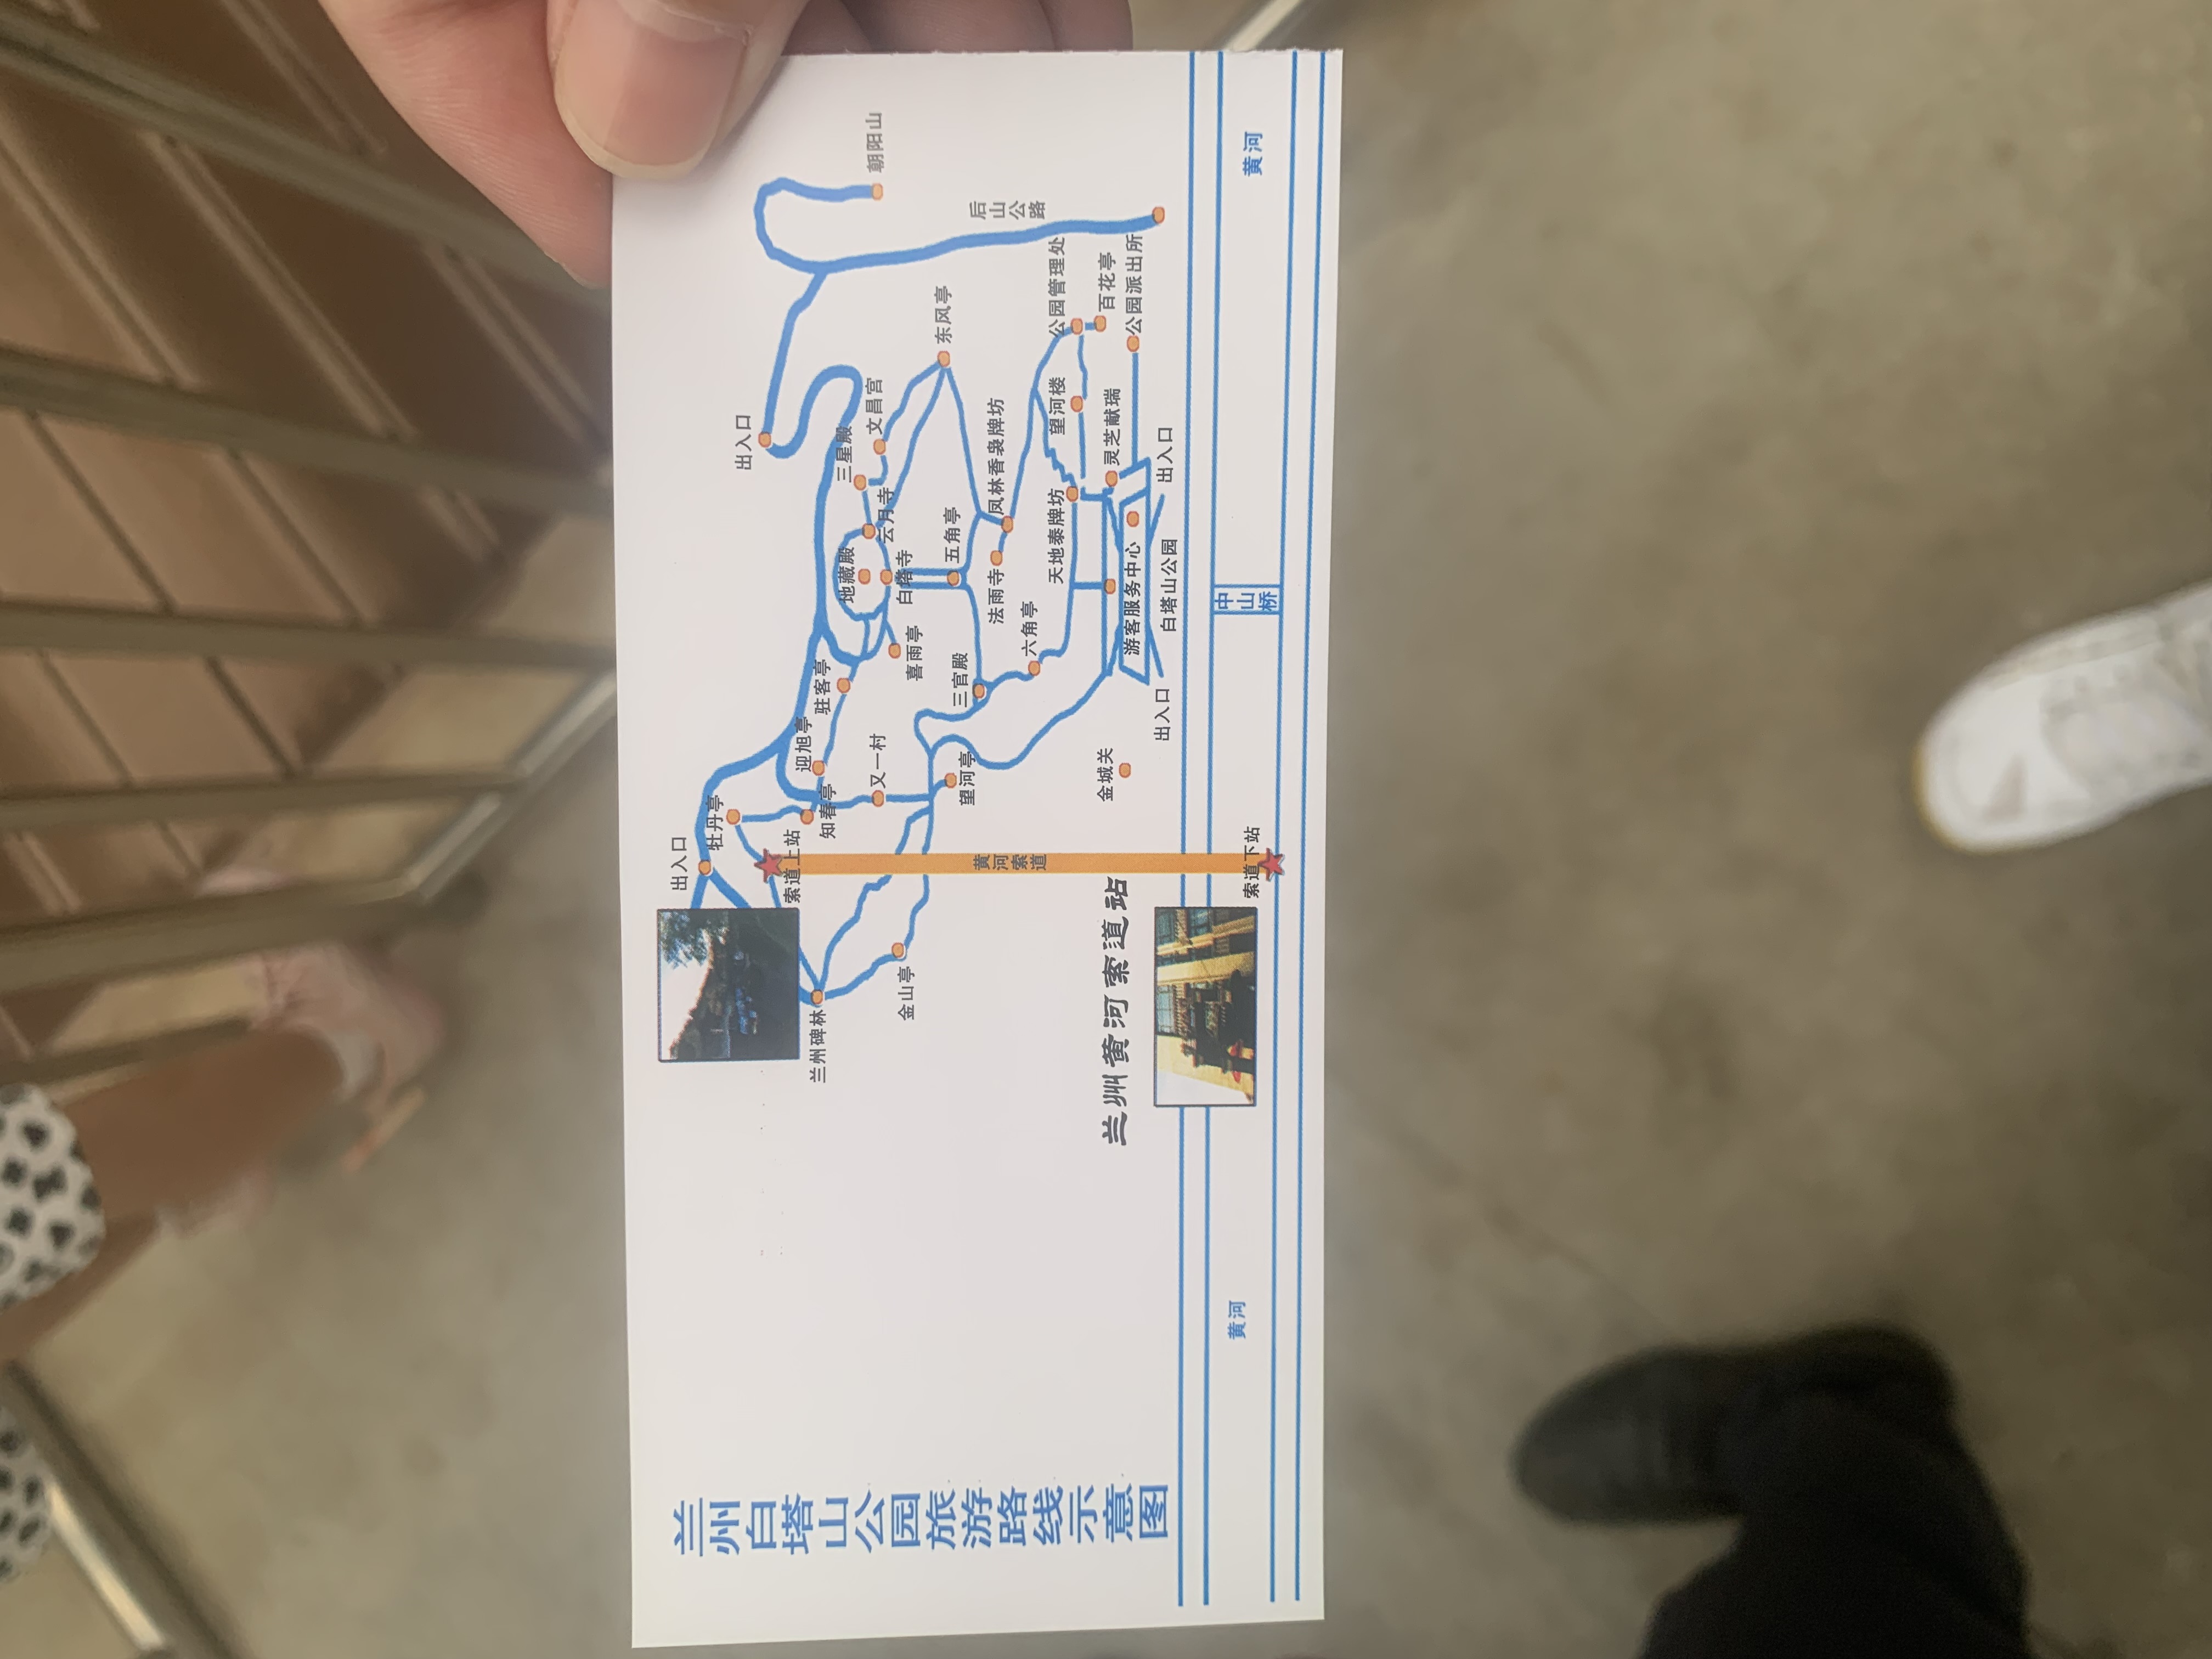 兰州白塔山公园旅游路线示意图
出入口
牡丹亭
索道上站
兰州碑林
知春亭
迎旭亭
驻客亭
出入口
地藏殿
三星殿
云月寺
文昌宫
朝阳山
又一村
金山亭
喜雨亭
白塔寺
东风亭
望河亭
三官殿
五角亭
黄河索道
法雨寺
凤林香袅牌坊
后山公路
六角亭
天地泰牌坊
望河楼
公园管理处
兰州黄河索道站
金城关
灵芝献瑞
百花亭
游客服务中心
公园派出所
出入口
白塔山公园
出入口
黄河
索道下站
中山桥
黄河